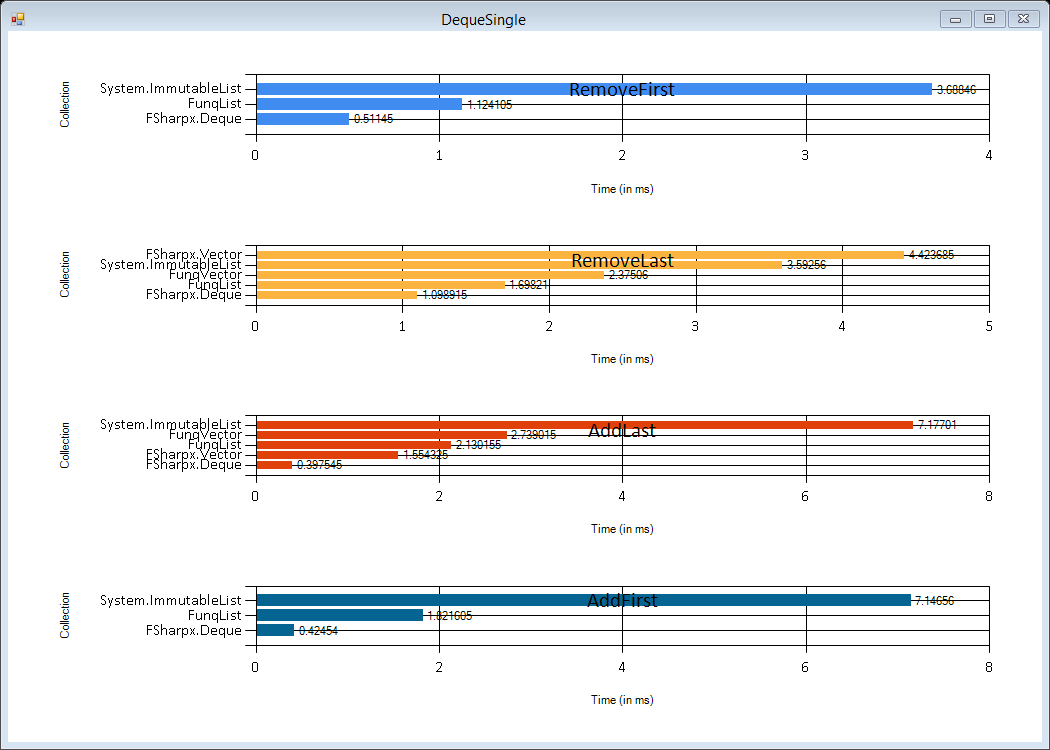 DequeSingle
RemoveFirst
Collection
System.ImmutableList 3.68846
FunqList 1.124105
FSharpx.Deque 0.51145
0 1 2 3 4
Time (in ms)
RemoveLast
Collection
FSharpx.Vector 4.423685
System.ImmutableList 3.59256
FunqVector 2.37506
FunqList 1.69821
FSharpx.Deque 1.098915
0 1 2 3 4 5
Time (in ms)
AddLast
Collection
System.ImmutableList 7.17701
FunqVector 2.739015
FunqList 2.130155
FSharpx.Vector 1.554325
FSharpx.Deque 0.397545
0 2 4 6 8
Time (in ms)
AddFirst
Collection
System.ImmutableList 7.14656
FunqList 1.821605
FSharpx.Deque 0.42454
0 2 4 6 8
Time (in ms)